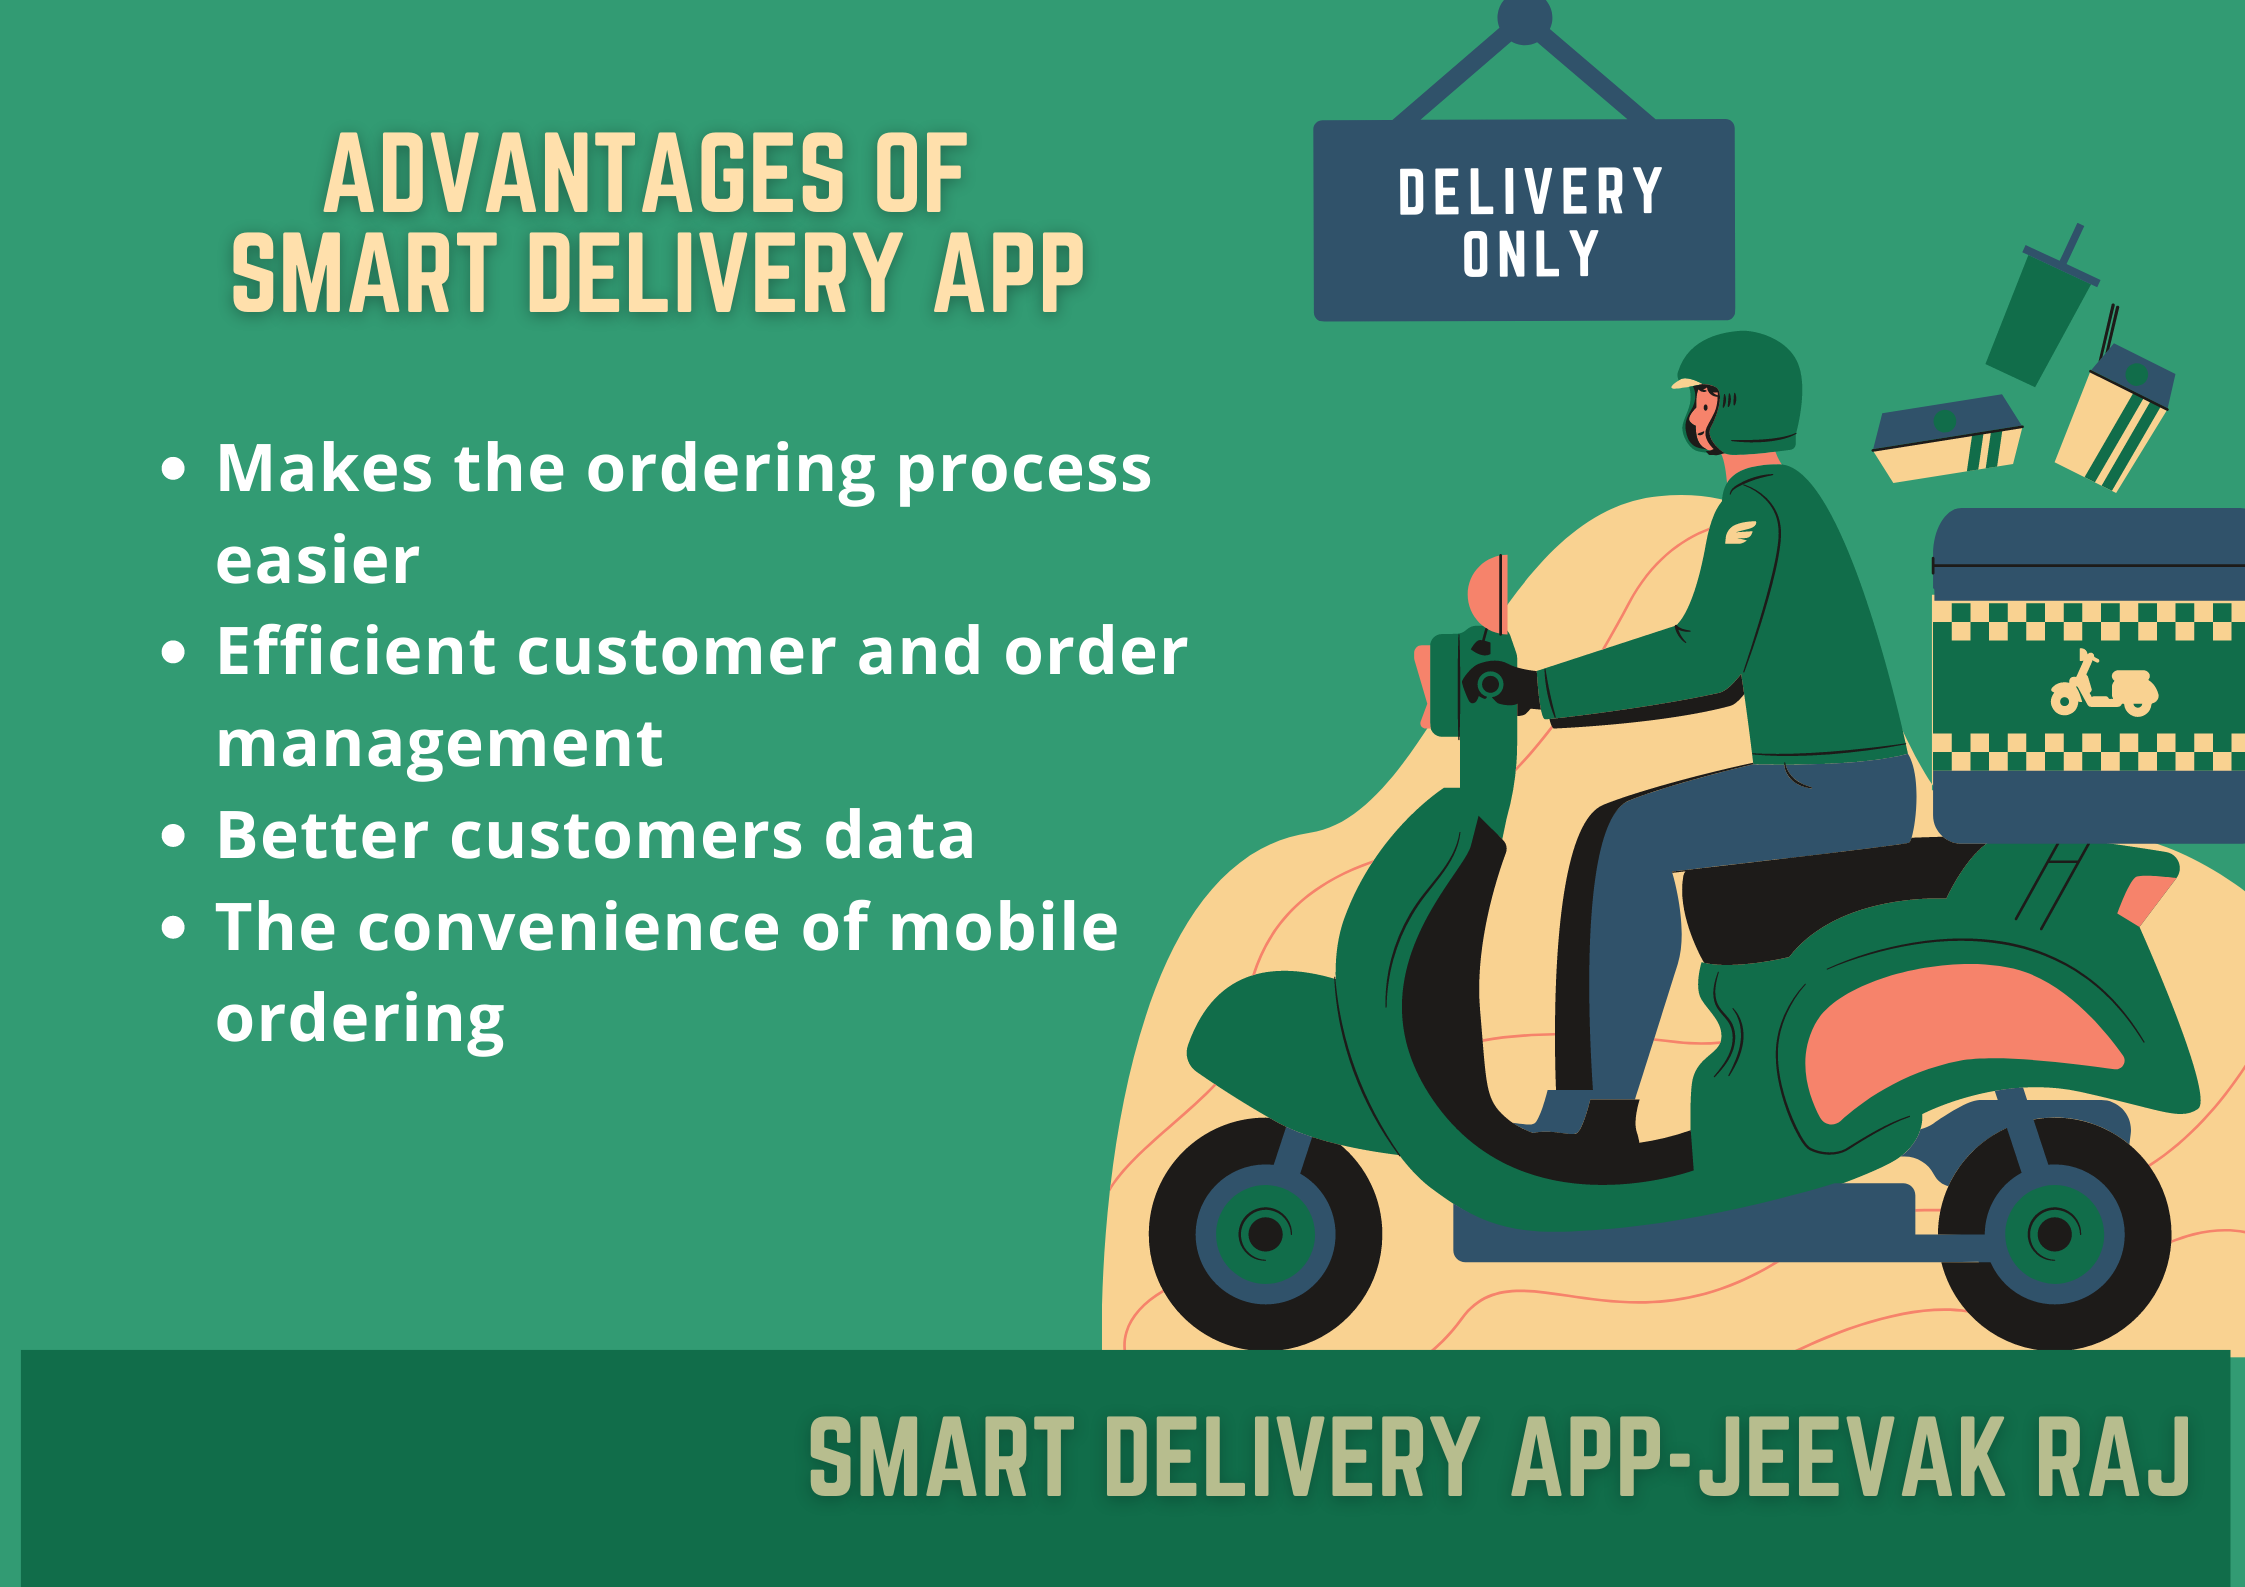 ADVANTAGES OF
SMART DELIVERY APP
DELIVERY
ONLY
• Makes the ordering process
easier
• Efficient customer and order
management
• Better customers data
• The convenience of mobile
ordering
SMART DELIVERY APP-JEEVAK RAJ